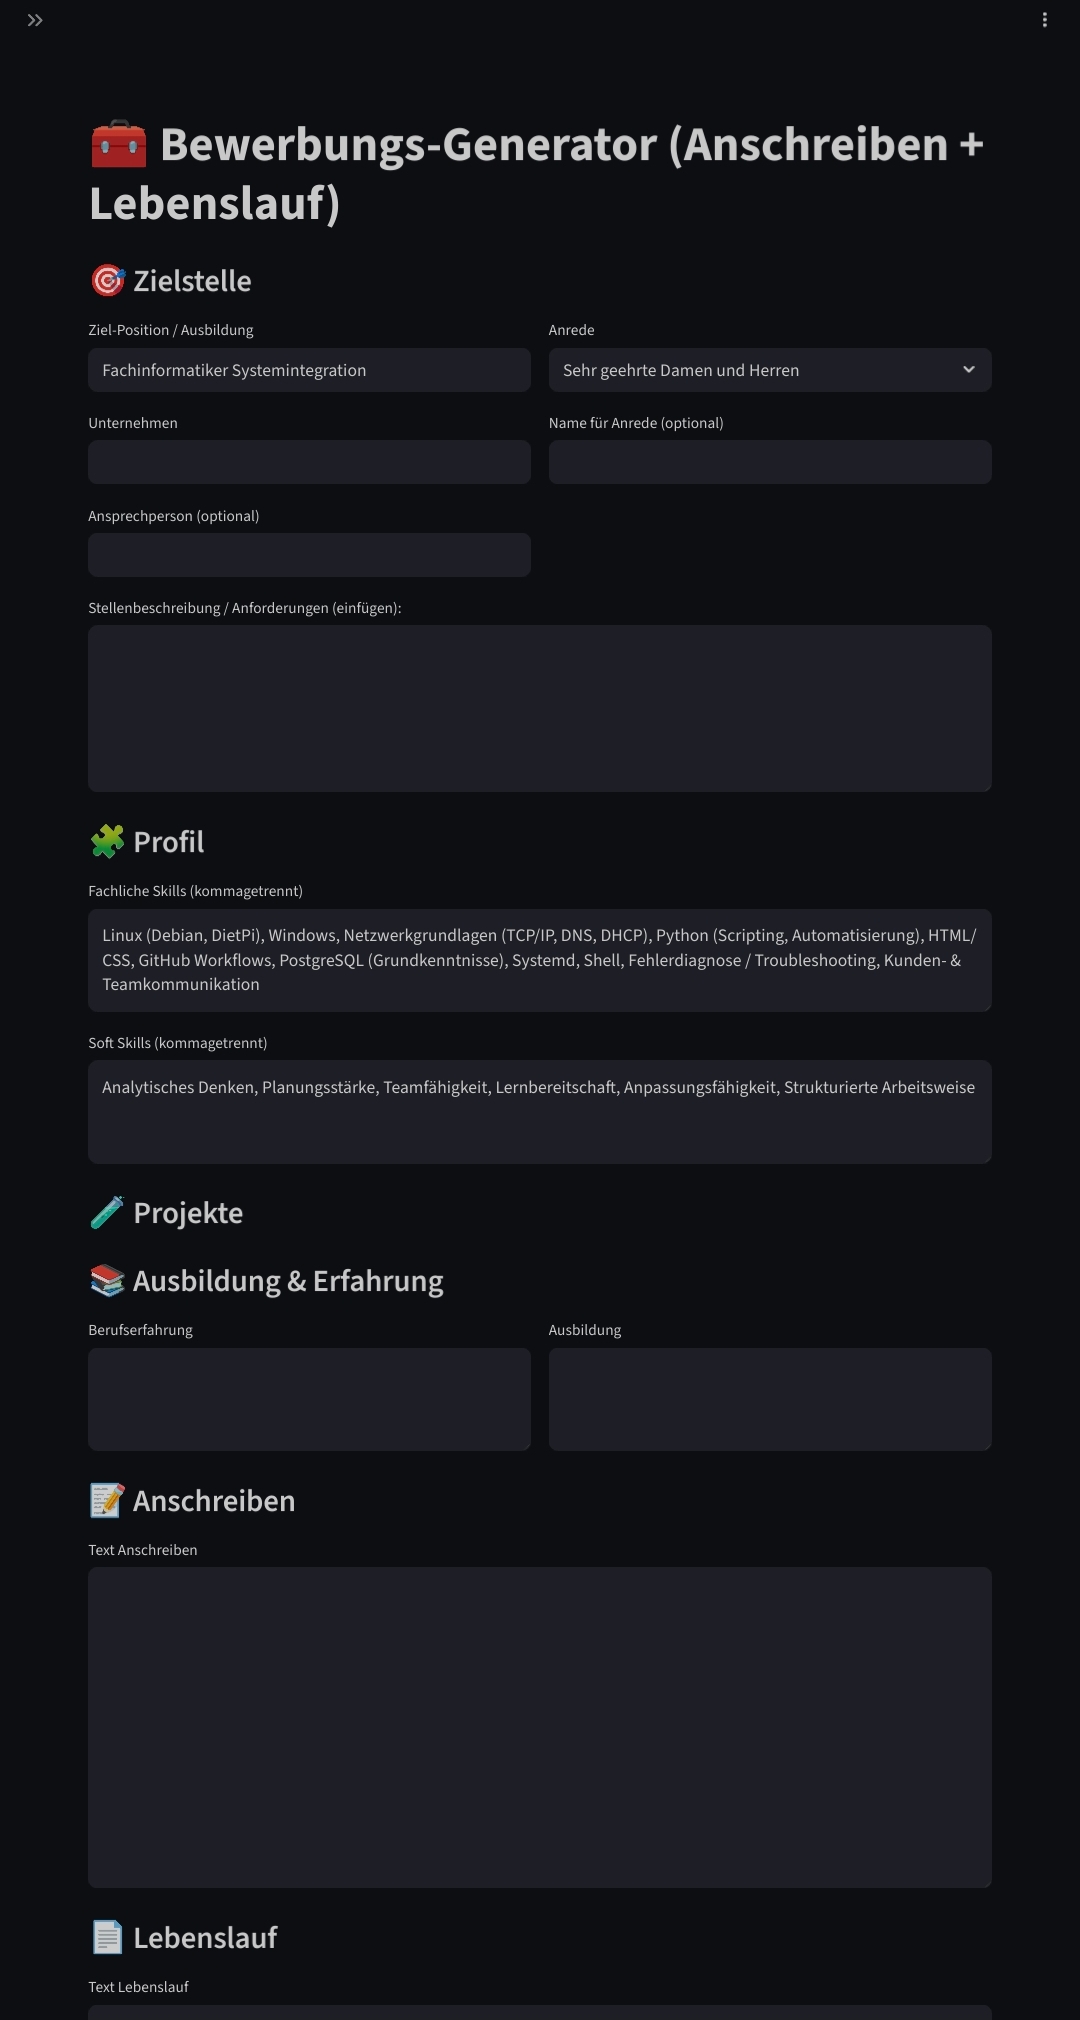 Bewerbungs-Generator (Anschreiben +
Lebenslauf)
Zielstelle
Ziel-Position / Ausbildung
Fachinformatiker Systemintegration
Anrede
Sehr geehrte Damen und Herren
Unternehmen
Name für Anrede (optional)
Ansprechperson (optional)
Stellenbeschreibung / Anforderungen (einfügen):
Profil
Fachliche Skills (kommagetrennt)
Linux (Debian, DietPi), Windows, Netzwerkgrundlagen (TCP/IP, DNS, DHCP), Python (Scripting, Automatisierung), HTML/
CSS, GitHub Workflows, PostgreSQL (Grundkenntnisse), Systemd, Shell, Fehlerdiagnose / Troubleshooting, Kunden- &
Teamkommunikation
Soft Skills (kommagetrennt)
Analytisches Denken, Planungsstärke, Teamfähigkeit, Lernbereitschaft, Anpassungsfähigkeit, Strukturierte Arbeitsweise
Projekte
Ausbildung & Erfahrung
Berufserfahrung
Ausbildung
Anschreiben
Text Anschreiben
Lebenslauf
Text Lebenslauf